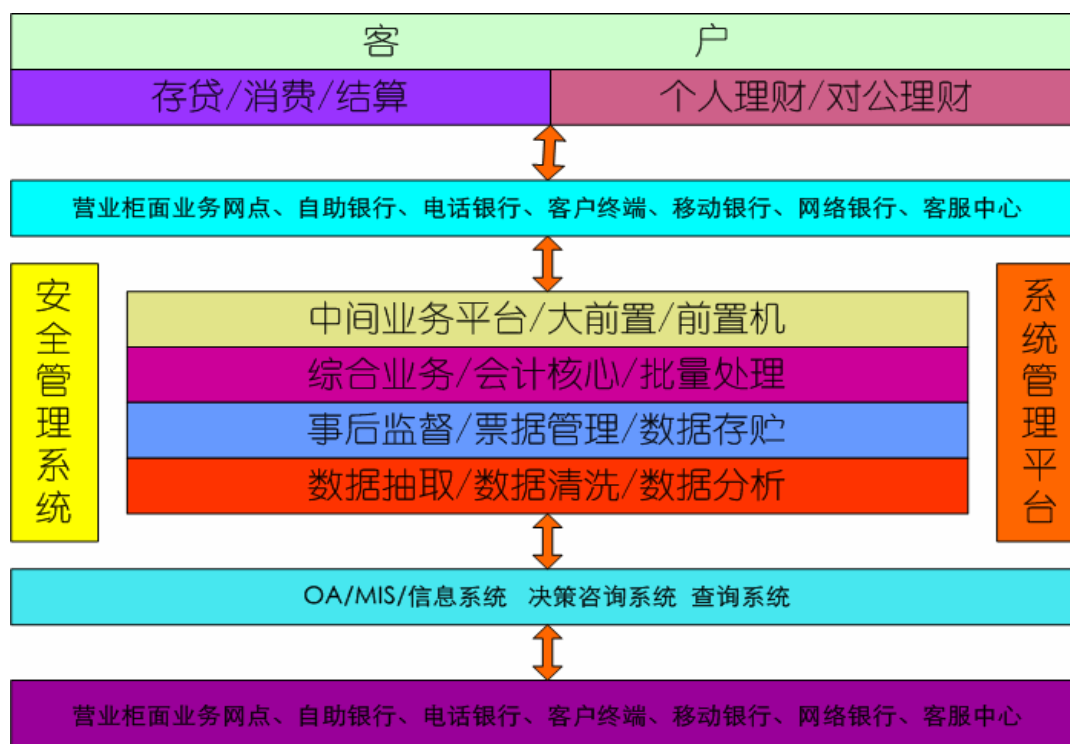 客 户
存贷/消费/结算
个人理财/对公理财
营业柜面业务网点、自助银行、电话银行、客户终端、移动银行、网络银行、客服中心
安全管理系统
中间业务平台/大前置/前置机
综合业务/会计核心/批量处理
事后监督/票据管理/数据存贮
数据抽取/数据清洗/数据分析
系统管理平台
OA/MIS/信息系统 决策咨询系统 查询系统
营业柜面业务网点、自助银行、电话银行、客户终端、移动银行、网络银行、客服中心